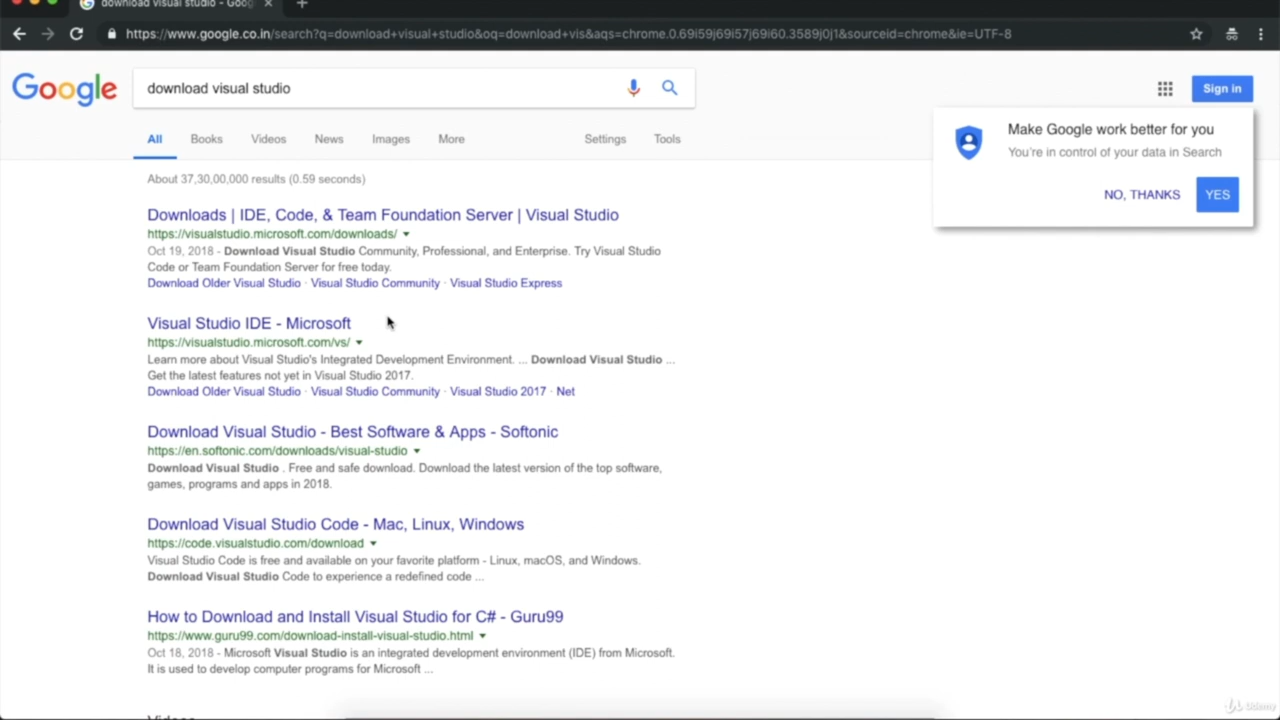 download visual studio - Goog
https://www.google.co.in/search?q=download+visual+studio&oq=download+vis&aqs=chrome.0.69i59j69i57j69i60.3589j0j1&sourceid=chrome&ie=UTF-8
Google
download visual studio
Sign in
All Books Videos News Images More Settings Tools
Make Google work better for you
You're in control of your data in Search
NO, THANKS YES
About 37,30,00,000 results (0.59 seconds)
Downloads | IDE, Code, & Team Foundation Server | Visual Studio
https://visualstudio.microsoft.com/downloads/
Oct 19, 2018 - Download Visual Studio Community, Professional, and Enterprise. Try Visual Studio
Code or Team Foundation Server for free today.
Download Older Visual Studio · Visual Studio Community · Visual Studio Express
Visual Studio IDE - Microsoft
https://visualstudio.microsoft.com/vs/
Learn more about Visual Studio's Integrated Development Environment. ... Download Visual Studio ...
Get the latest features not yet in Visual Studio 2017.
Download Older Visual Studio · Visual Studio Community · Visual Studio 2017 · Net
Download Visual Studio - Best Software & Apps - Softonic
https://en.softonic.com/downloads/visual-studio
Download Visual Studio . Free and safe download. Download the latest version of the top software,
games, programs and apps in 2018.
Download Visual Studio Code - Mac, Linux, Windows
https://code.visualstudio.com/download
Visual Studio Code is free and available on your favorite platform - Linux, macOS, and Windows.
Download Visual Studio Code to experience a redefined code ...
How to Download and Install Visual Studio for C# - Guru99
https://www.guru99.com/download-install-visual-studio.html
Oct 18, 2018 - Microsoft Visual Studio is an integrated development environment (IDE) from Microsoft.
It is used to develop computer programs for Microsoft ...
Videos
Udemy